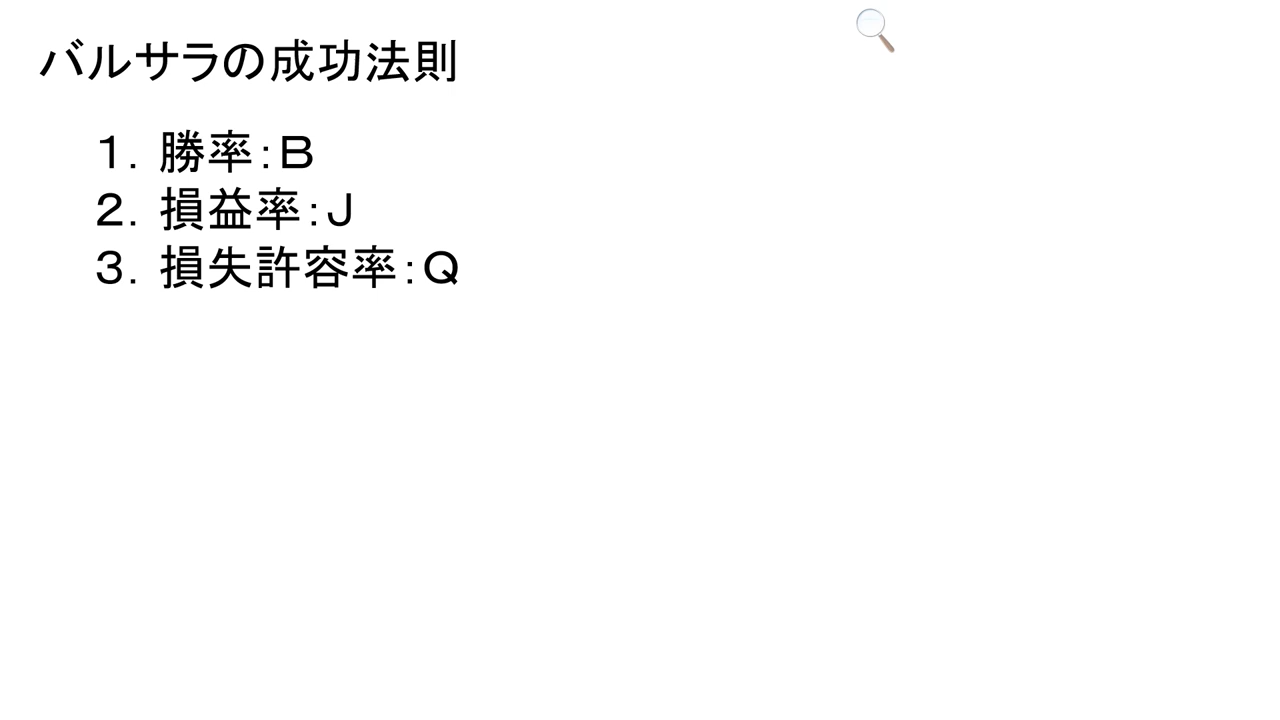 バルサラの成功法則
１．勝率：Ｂ
２．損益率：Ｊ
３．損失許容率：Ｑ